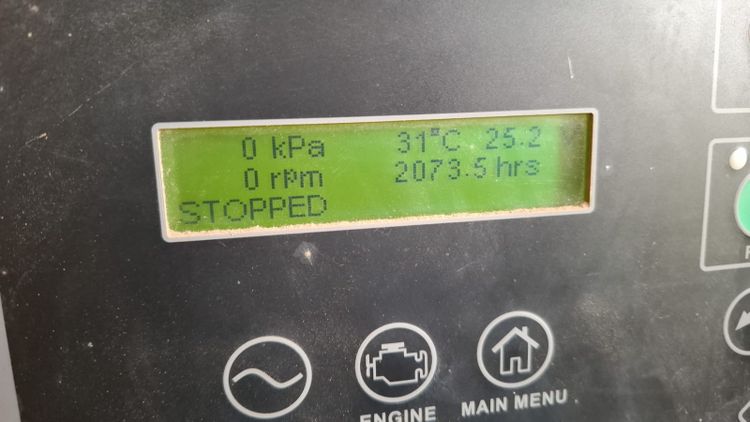 0 kPa 31°C 25.2
0 rpm 2073.5 hrs
STOPPED
ENGINE
MAIN MENU